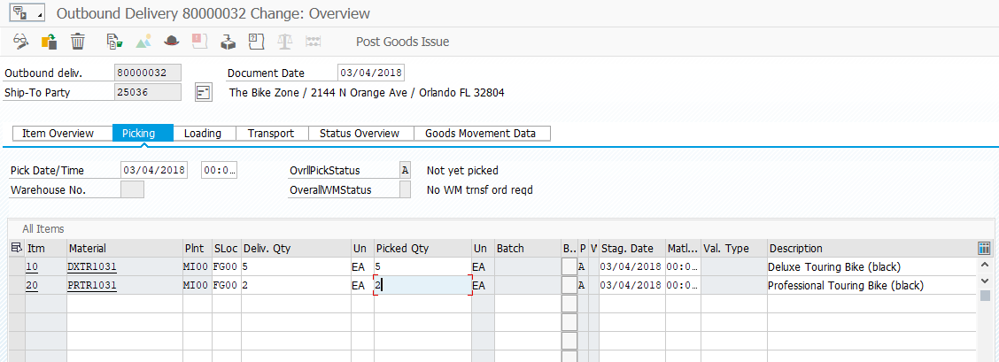 Outbound Delivery 80000032 Change: Overview
Post Goods Issue
Outbound deliv. 80000032 Document Date 03/04/2018
Ship-To Party 25036 The Bike Zone / 2144 N Orange Ave / Orlando FL 32804
Item Overview Picking Loading Transport Status Overview Goods Movement Data
Pick Date/Time 03/04/2018 00:0... OvrllPickStatus A Not yet picked
Warehouse No. OverallWMStatus No WM trnsf ord reqd
All Items
Itm Material Plnt SLoc Deliv. Qty Un Picked Qty Un Batch B.. P W Stag. Date Matl... Val. Type Description
10 DXTR1031 MI00 FG00 5 EA 5 EA A 03/04/2018 00:0... Deluxe Touring Bike (black)
20 PRTR1031 MI00 FG00 2 EA 2 EA A 03/04/2018 00:0... Professional Touring Bike (black)